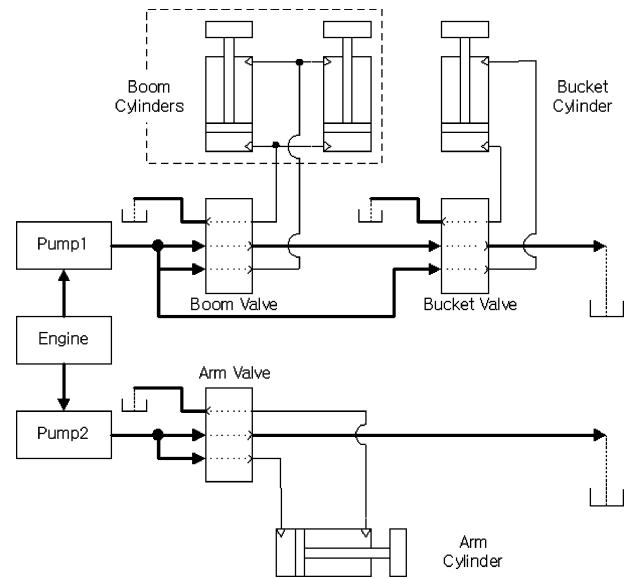 Boom
Cylinders
Bucket
Cylinder
Pump1
Boom Valve
Bucket Valve
Engine
Arm Valve
Pump2
Arm
Cylinder